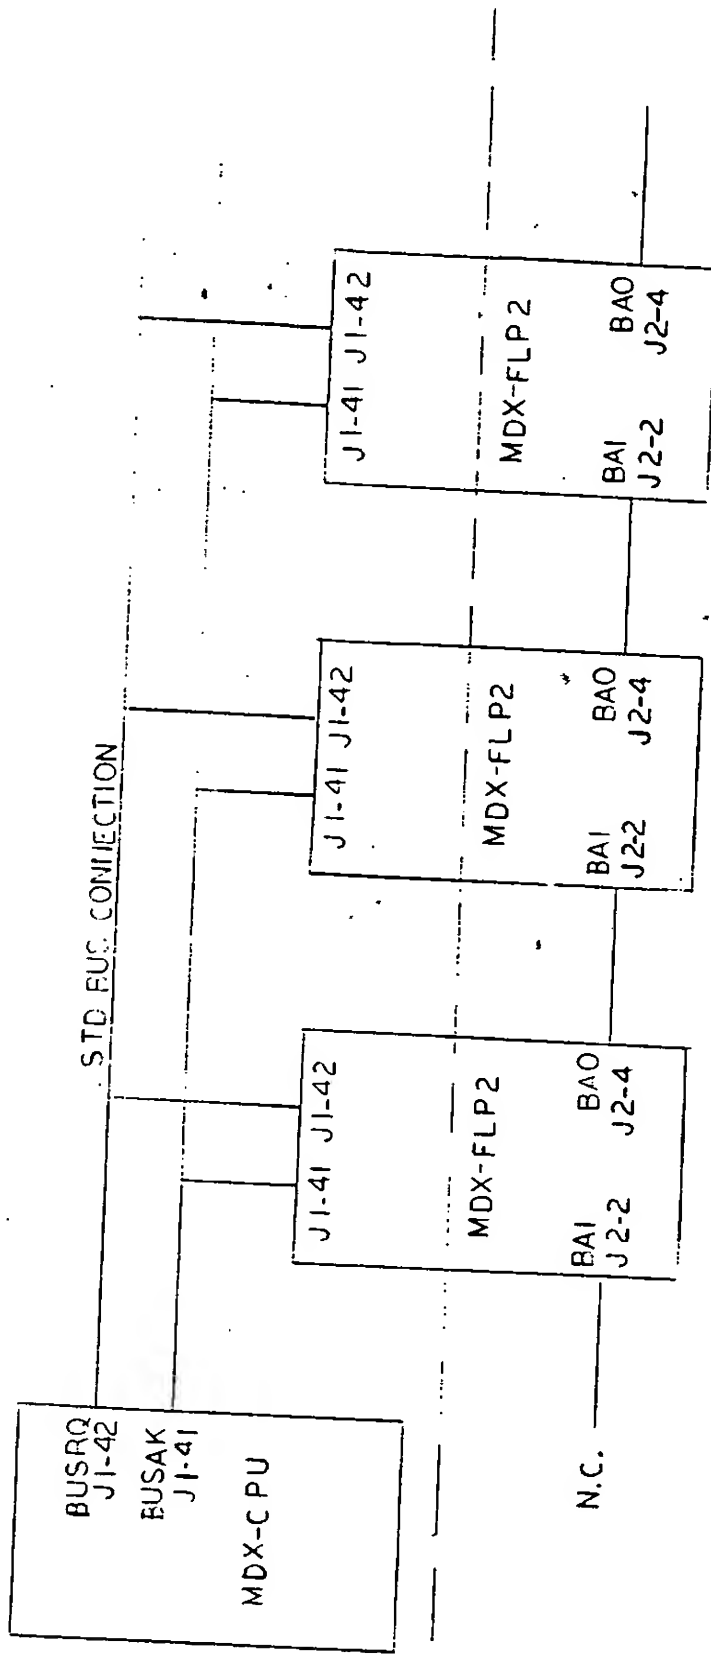 STD BUS CONNECTION
BUSRQ
J1-42
BUSAK
J1-41
MDX-CPU
J1-41 J1-42
MDX-FLP2
BAI BAO
J2-2 J2-4
J1-41 J1-42
MDX-FLP2
BAI BAO
J2-2 J2-4
J1-41 J1-42
MDX-FLP2
BAI BAO
J2-2 J2-4
N.C.